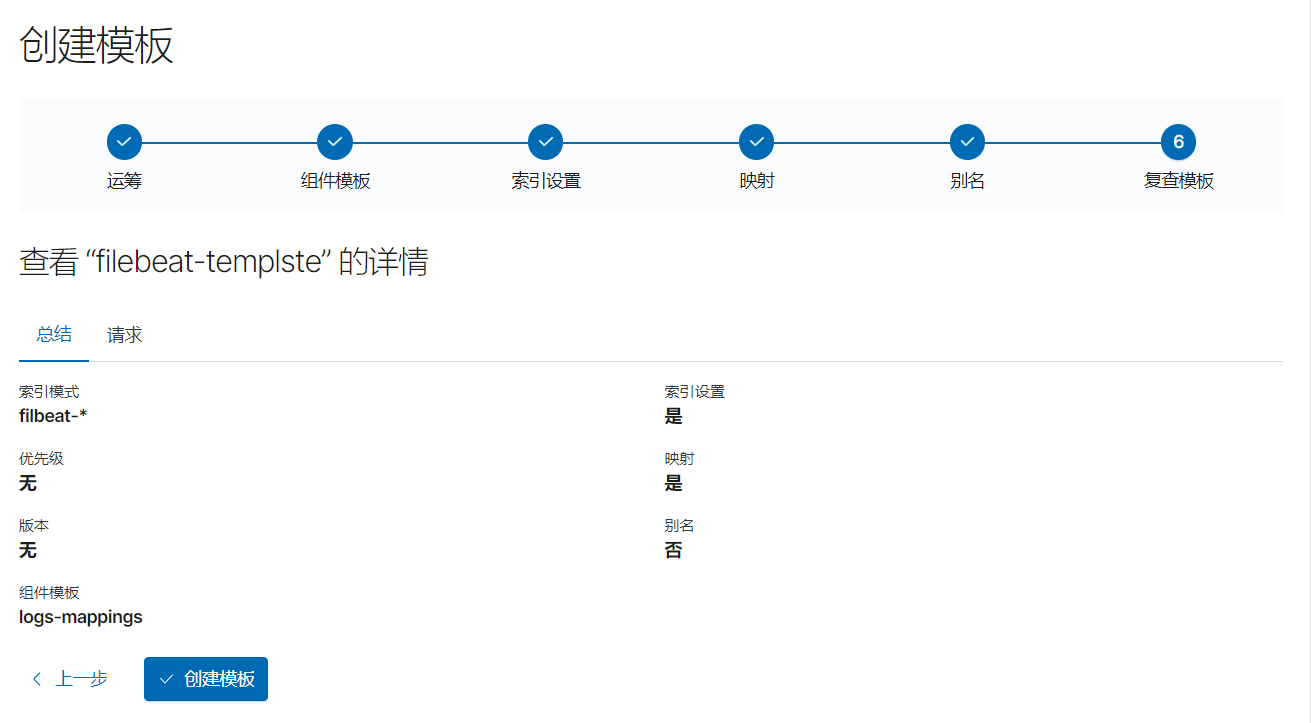 创建模板
运筹
组件模板
索引设置
映射
别名
6
复查模板
查看 “filebeat-templste” 的详情
总结
请求
索引模式
filbeat-*
优先级
无
版本
无
组件模板
logs-mappings
索引设置
是
映射
是
别名
否
上一步
创建模板